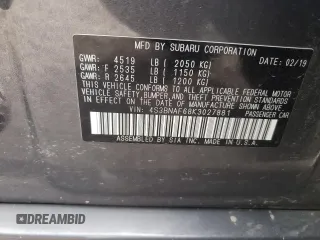 MFD BY SUBARU CORPORATION DATE: 02/19
GVWR: 4519 LB ( 2050 KG)
GAWR: F 2535 LB ( 1150 KG)
GAWR: R 2645 LB ( 1200 KG)
THIS VEHICLE CONFORMS TO ALL APPLICABLE FEDERAL MOTOR
VEHICLE SAFETY, BUMPER, AND THEFT PREVENTION STANDARDS
IN EFFECT ON THE DATE OF MANUFACTURE SHOWN ABOVE.
VIN: 4S3BNAF68K3027881 PASSENGER CAR
ASSEMBLED BY SIA, INC. IN U.S.A.
DREAMBID